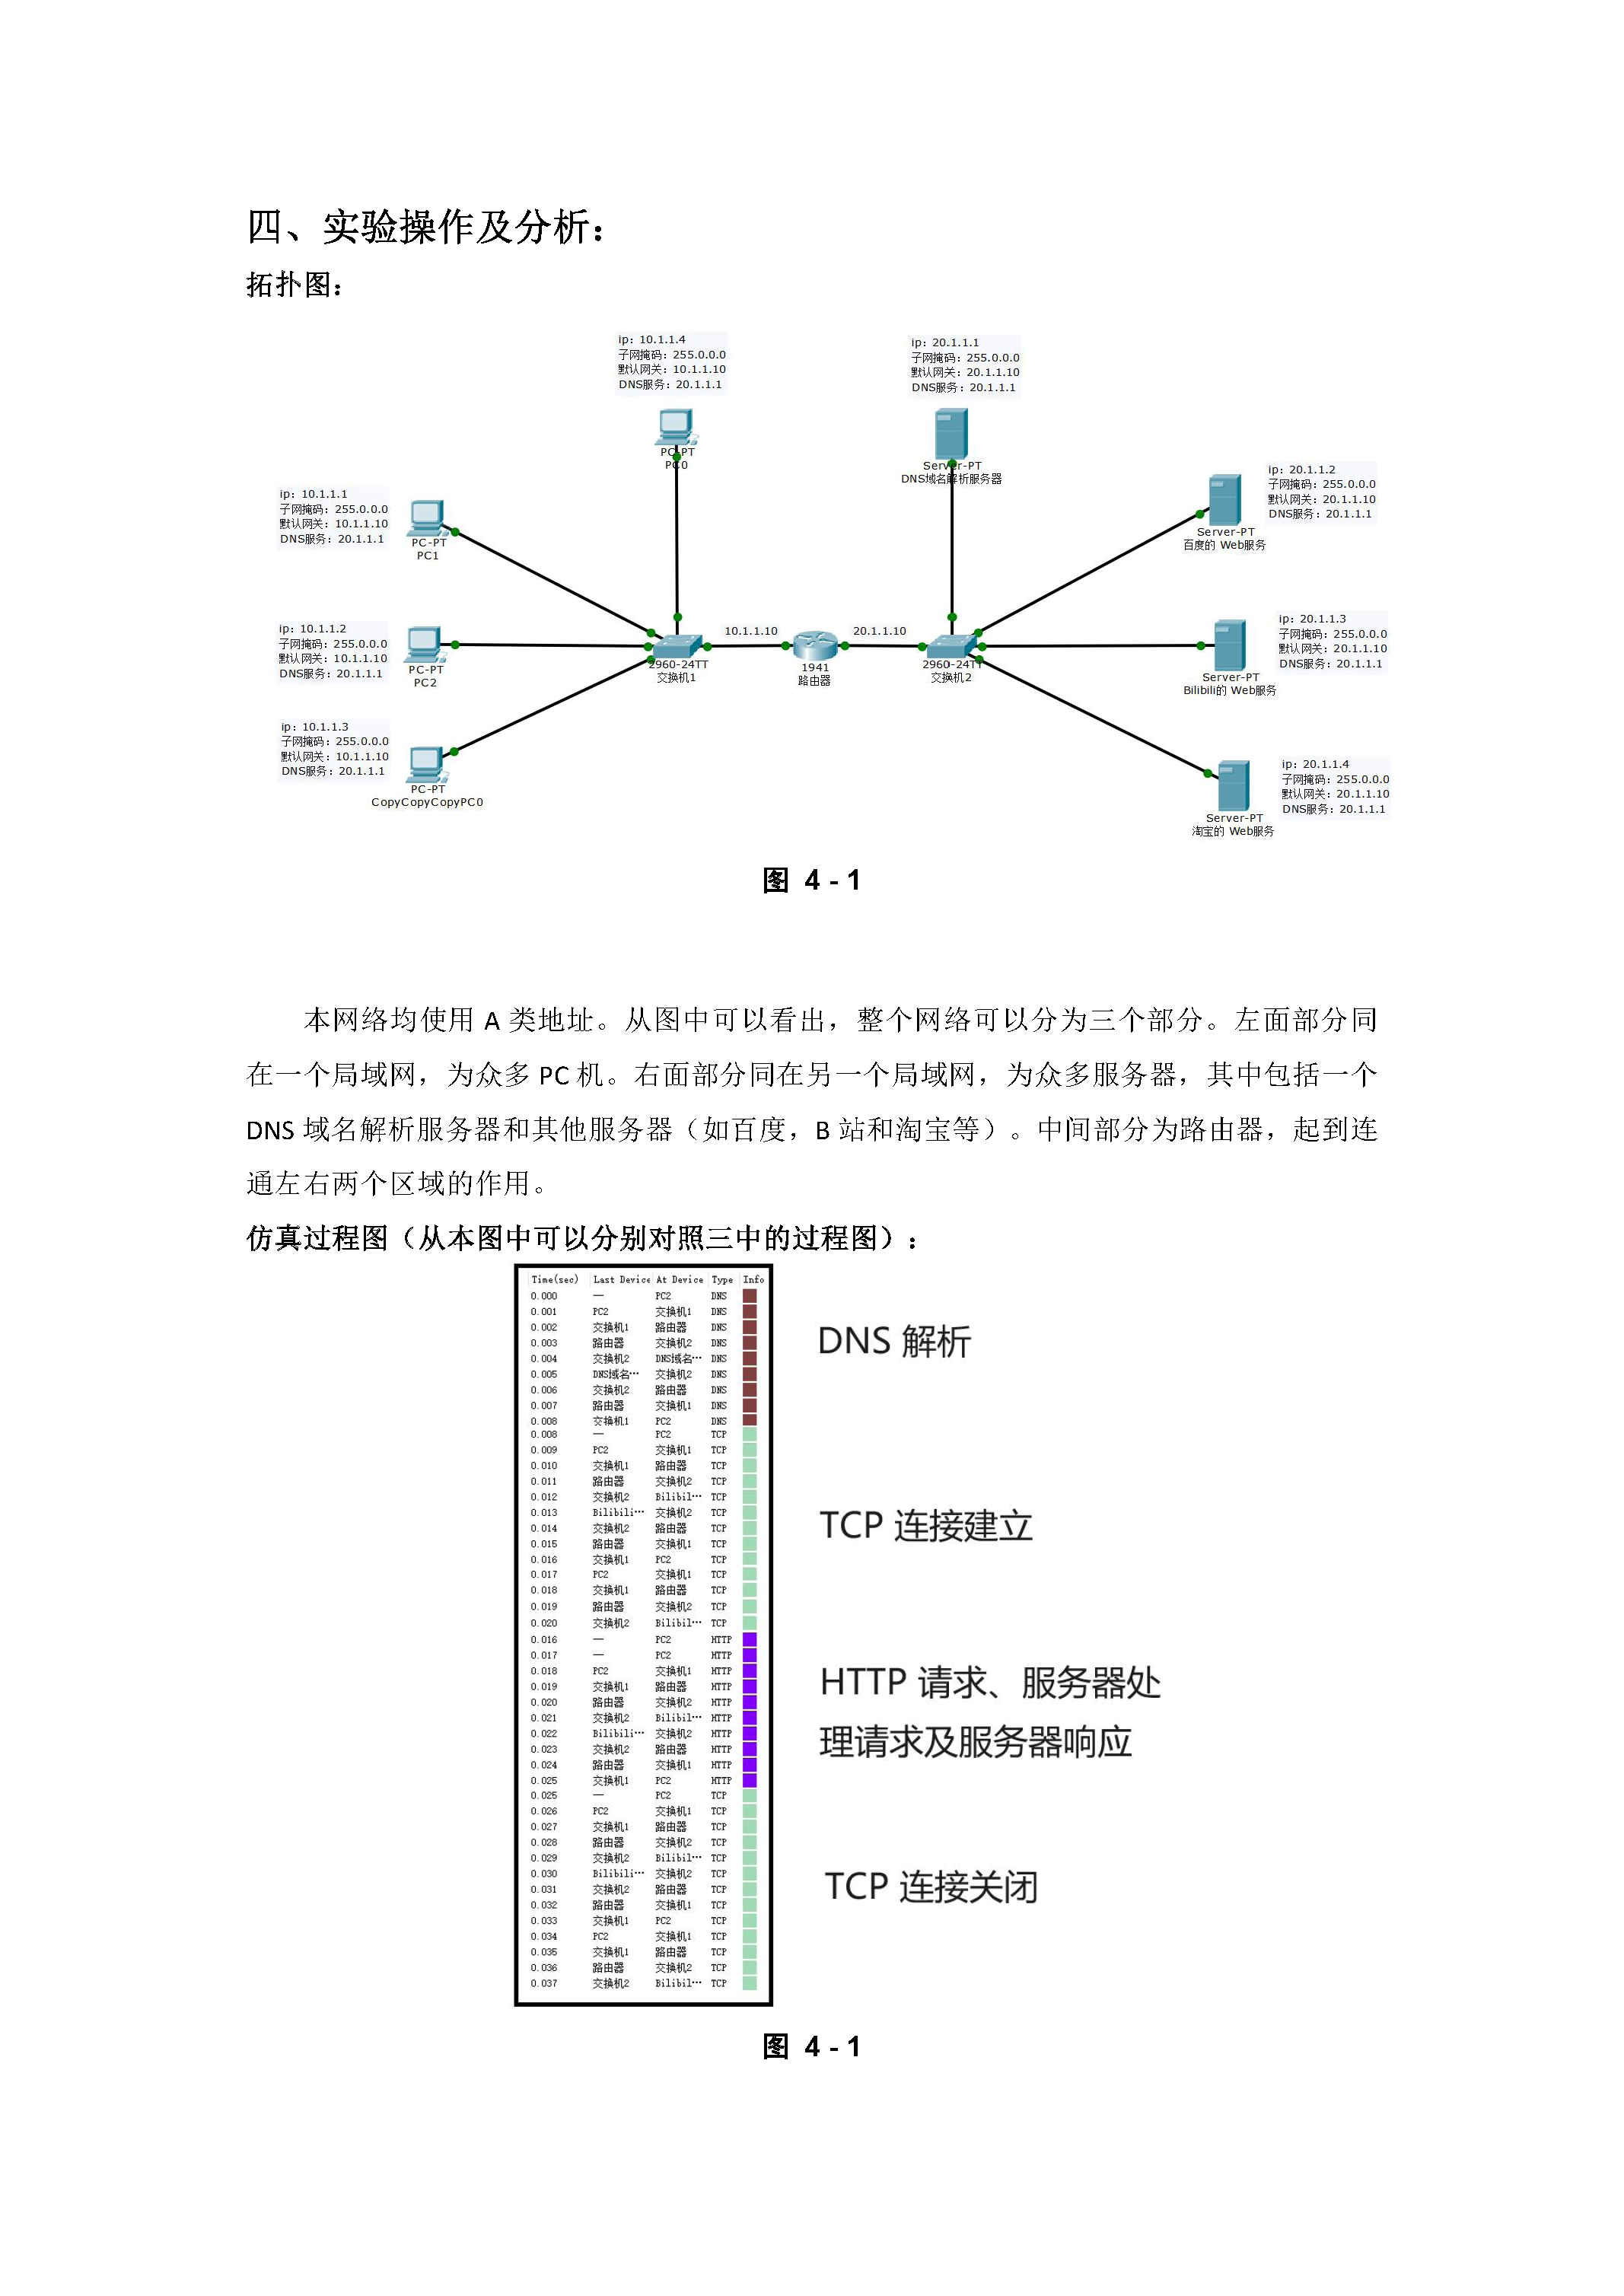 四、实验操作及分析：
拓扑图：
ip：10.1.1.4
子网掩码：255.0.0.0
默认网关：10.1.1.10
DNS服务：20.1.1.1
PC-PT
PC0
ip：20.1.1.1
子网掩码：255.0.0.0
默认网关：20.1.1.10
DNS服务：20.1.1.1
Server-PT
DNS域名解析服务器
ip：10.1.1.1
子网掩码：255.0.0.0
默认网关：10.1.1.10
DNS服务：20.1.1.1
PC-PT
PC1
ip：20.1.1.2
子网掩码：255.0.0.0
默认网关：20.1.1.10
DNS服务：20.1.1.1
Server-PT
百度的 Web服务
ip：10.1.1.2
子网掩码：255.0.0.0
默认网关：10.1.1.10
DNS服务：20.1.1.1
PC-PT
PC2
2960-24TT
交换机1
10.1.1.10
1941
路由器
20.1.1.10
2960-24TT
交换机2
ip：20.1.1.3
子网掩码：255.0.0.0
默认网关：20.1.1.10
DNS服务：20.1.1.1
Server-PT
Bilibili的 Web服务
ip：10.1.1.3
子网掩码：255.0.0.0
默认网关：10.1.1.10
DNS服务：20.1.1.1
PC-PT
CopyCopyCopyPC0
ip：20.1.1.4
子网掩码：255.0.0.0
默认网关：20.1.1.10
DNS服务：20.1.1.1
Server-PT
淘宝的 Web服务
图 4 - 1
本网络均使用 A 类地址。从图中可以看出，整个网络可以分为三个部分。左面部分同
在一个局域网，为众多 PC 机。右面部分同在另一个局域网，为众多服务器，其中包括一个
DNS 域名解析服务器和其他服务器（如百度，B 站和淘宝等）。中间部分为路由器，起到连
通左右两个区域的作用。
仿真过程图（从本图中可以分别对照三中的过程图）：
Time(sec) Last Device At Device Type Info
0.000 — PC2 DNS
0.001 PC2 交换机1 DNS
0.002 交换机1 路由器 DNS
0.003 路由器 交换机2 DNS
0.004 交换机2 DNS域名… DNS
0.005 DNS域名… 交换机2 DNS
0.006 交换机2 路由器 DNS
0.007 路由器 交换机1 DNS
0.008 交换机1 PC2 DNS
0.008 — PC2 TCP
0.009 PC2 交换机1 TCP
0.010 交换机1 路由器 TCP
0.011 路由器 交换机2 TCP
0.012 交换机2 Bilibil… TCP
0.013 Bilibili… 交换机2 TCP
0.014 交换机2 路由器 TCP
0.015 路由器 交换机1 TCP
0.016 交换机1 PC2 TCP
0.017 PC2 交换机1 TCP
0.018 交换机1 路由器 TCP
0.019 路由器 交换机2 TCP
0.020 交换机2 Bilibil… TCP
0.016 — PC2 HTTP
0.017 — PC2 HTTP
0.018 PC2 交换机1 HTTP
0.019 交换机1 路由器 HTTP
0.020 路由器 交换机2 HTTP
0.021 交换机2 Bilibil… HTTP
0.022 Bilibili… 交换机2 HTTP
0.023 交换机2 路由器 HTTP
0.024 路由器 交换机1 HTTP
0.025 交换机1 PC2 HTTP
0.025 — PC2 TCP
0.026 PC2 交换机1 TCP
0.027 交换机1 路由器 TCP
0.028 路由器 交换机2 TCP
0.029 交换机2 Bilibil… TCP
0.030 Bilibili… 交换机2 TCP
0.031 交换机2 路由器 TCP
0.032 路由器 交换机1 TCP
0.033 交换机1 PC2 TCP
0.034 PC2 交换机1 TCP
0.035 交换机1 路由器 TCP
0.036 路由器 交换机2 TCP
0.037 交换机2 Bilibil… TCP
DNS 解析
TCP 连接建立
HTTP 请求、服务器处
理请求及服务器响应
TCP 连接关闭
图 4 - 1